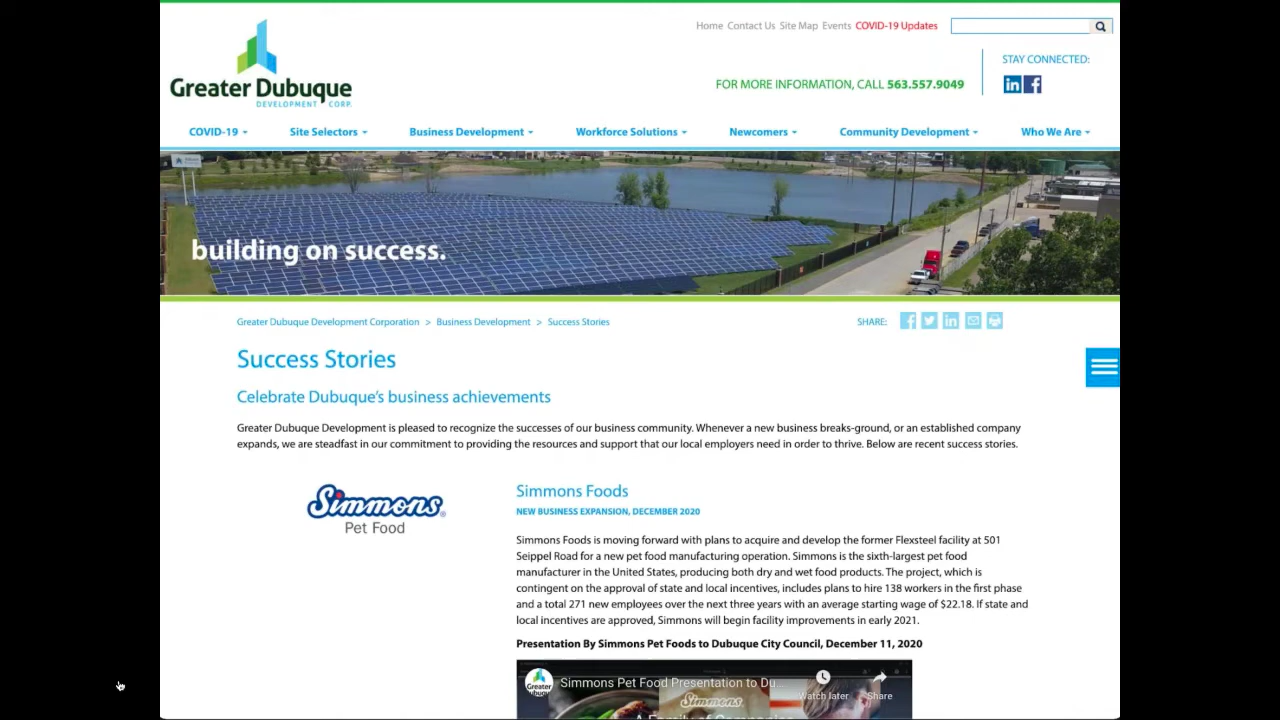 Home Contact Us Site Map Events COVID-19 Updates
Greater Dubuque
DEVELOPMENT CORP.
STAY CONNECTED:
FOR MORE INFORMATION, CALL 563.557.9049
COVID-19 Site Selectors Business Development Workforce Solutions Newcomers Community Development Who We Are
building on success.
Greater Dubuque Development Corporation > Business Development > Success Stories
SHARE:
Success Stories
Celebrate Dubuque's business achievements
Greater Dubuque Development is pleased to recognize the successes of our business community. Whenever a new business breaks-ground, or an established company
expands, we are steadfast in our commitment to providing the resources and support that our local employers need in order to thrive. Below are recent success stories.
Simmons®
Pet Food
Simmons Foods
NEW BUSINESS EXPANSION, DECEMBER 2020
Simmons Foods is moving forward with plans to acquire and develop the former Flexsteel facility at 501
Seippel Road for a new pet food manufacturing operation. Simmons is the sixth-largest pet food
manufacturer in the United States, producing both dry and wet food products. The project, which is
contingent on the approval of state and local incentives, includes plans to hire 138 workers in the first phase
and a total 271 new employees over the next three years with an average starting wage of $22.18. If state and
local incentives are approved, Simmons will begin facility improvements in early 2021.
Presentation By Simmons Pet Foods to Dubuque City Council, December 11, 2020
Greater
Dubuqu
Simmons Pet Food Presentation to Du...
Watch later
Share
Simmons
A Family of Companies